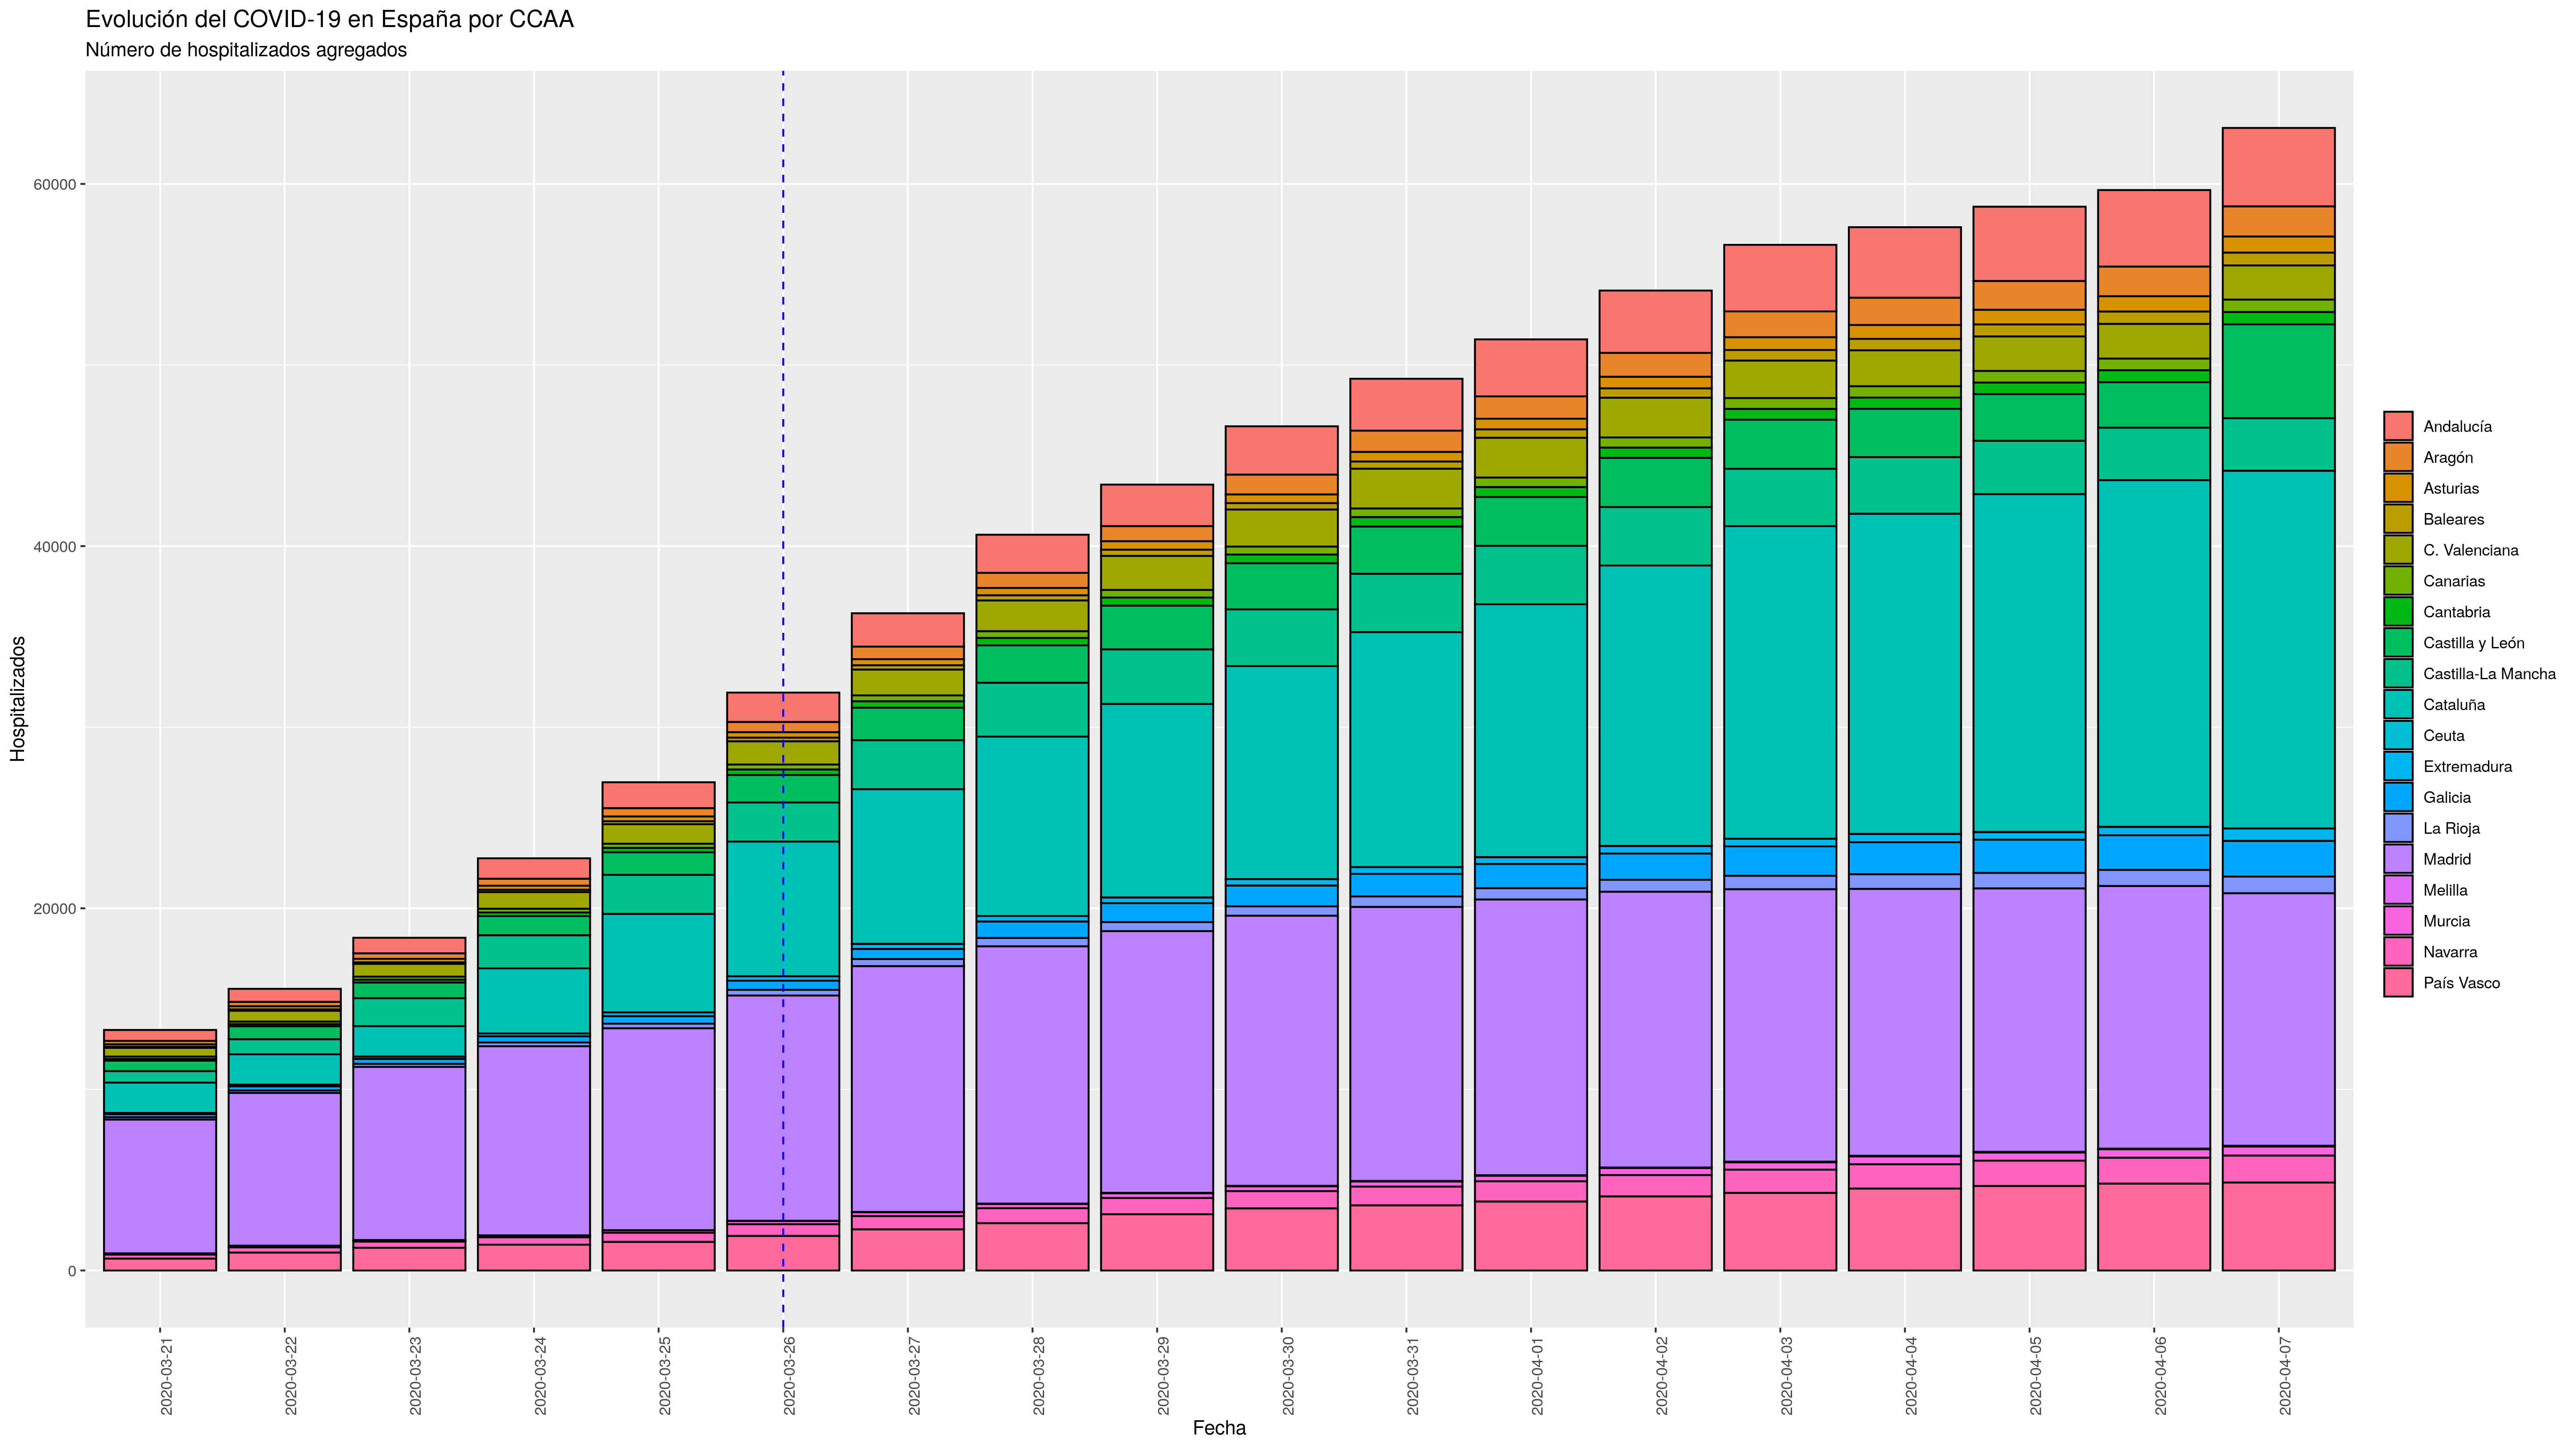 Evolución del COVID-19 en España por CCAA
Número de hospitalizados agregados
Hospitalizados
60000
40000
20000
0
2020-03-21
2020-03-22
2020-03-23
2020-03-24
2020-03-25
2020-03-26
2020-03-27
2020-03-28
2020-03-29
2020-03-30
2020-03-31
2020-04-01
2020-04-02
2020-04-03
2020-04-04
2020-04-05
2020-04-06
2020-04-07
Fecha
Andalucía
Aragón
Asturias
Baleares
C. Valenciana
Canarias
Cantabria
Castilla y León
Castilla-La Mancha
Cataluña
Ceuta
Extremadura
Galicia
La Rioja
Madrid
Melilla
Murcia
Navarra
País Vasco